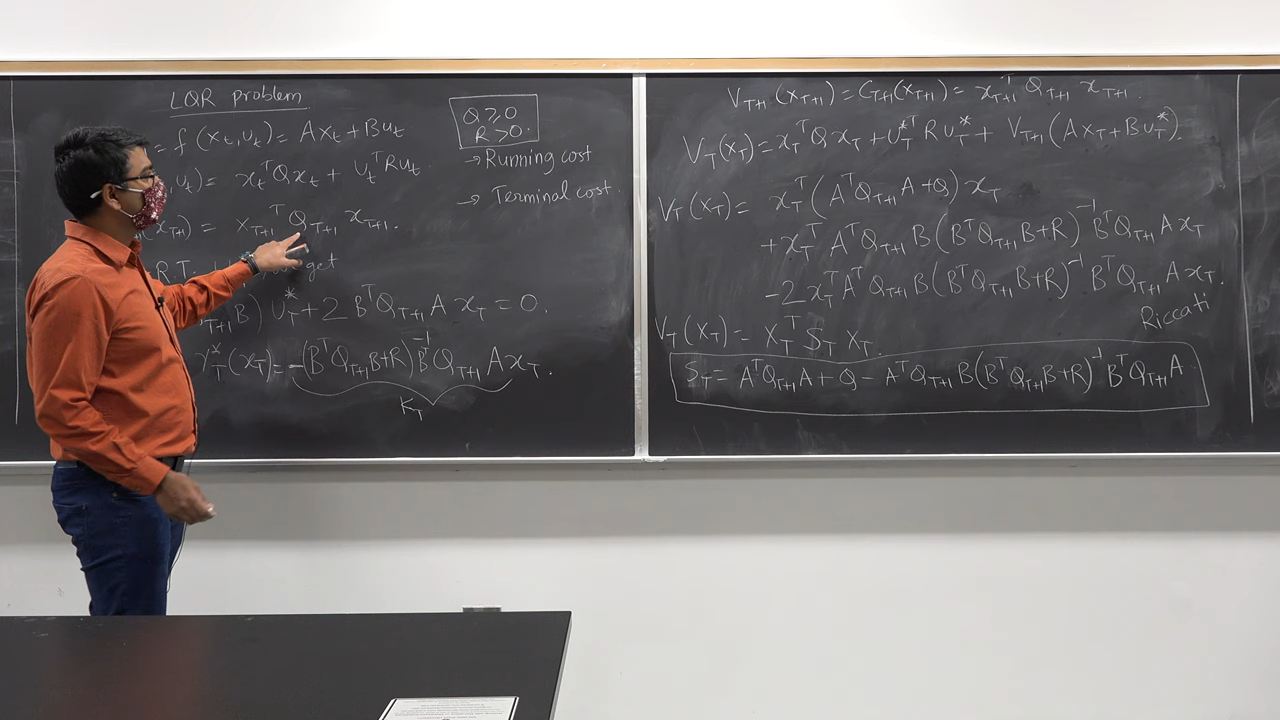 LQR problem
= f(x_t, u_t) = Ax_t + Bu_t
, u_t) = x_t^T Q x_t + u_t^T R u_t
(x_{T+1}) = x_{T+1}^T Q_{T+1} x_{T+1}.
R.T. get
_{T+1} B) u_T^* + 2 B^T Q_{T+1} A x_T = 0.
γ_T^*(x_T) = -(B^T Q_{T+1} B + R)^{-1} B^T Q_{T+1} A x_T.
K_T
Q ≥ 0
R > 0.
→ Running cost
→ Terminal cost.
V_{T+1}(x_{T+1}) = C_{T+1}(x_{T+1}) = x_{T+1}^T Q_{T+1} x_{T+1}.
V_T(x_T) = x_T^T Q x_T + u_T^{*T} R u_T^* + V_{T+1}(Ax_T + Bu_T^*).
V_T(x_T) = x_T^T (A^T Q_{T+1} A + Q) x_T
+ x_T^T A^T Q_{T+1} B (B^T Q_{T+1} B + R)^{-1} B^T Q_{T+1} A x_T
- 2 x_T^T A^T Q_{T+1} B (B^T Q_{T+1} B + R)^{-1} B^T Q_{T+1} A x_T.
Riccati
V_T(x_T) = x_T^T S_T x_T.
S_T = A^T Q_{T+1} A + Q - A^T Q_{T+1} B (B^T Q_{T+1} B + R)^{-1} B^T Q_{T+1} A